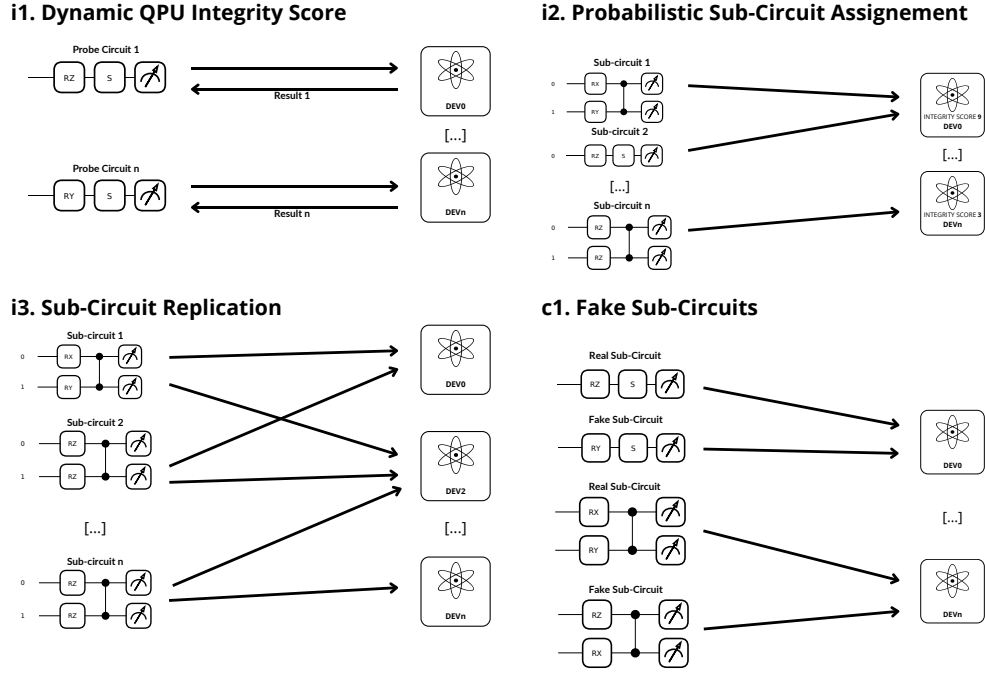 i1. Dynamic QPU Integrity Score
Probe Circuit 1
RZ
S
Result 1
DEV0
[...]
Probe Circuit n
RY
S
Result n
DEVn
i2. Probabilistic Sub-Circuit Assignement
Sub-circuit 1
0
RX
1
RY
Sub-circuit 2
0
RZ
S
[...]
Sub-circuit n
0
RZ
1
RZ
INTEGRITY SCORE 9
DEV0
[...]
INTEGRITY SCORE 3
DEVn
i3. Sub-Circuit Replication
Sub-circuit 1
0
RX
1
RY
Sub-circuit 2
0
RZ
1
RZ
[...]
Sub-circuit n
0
RZ
1
RZ
DEV0
DEV2
[...]
DEVn
c1. Fake Sub-Circuits
Real Sub-Circuit
RZ
S
Fake Sub-Circuit
RY
S
Real Sub-Circuit
RX
RY
Fake Sub-Circuit
RZ
RX
DEV0
[...]
DEVn